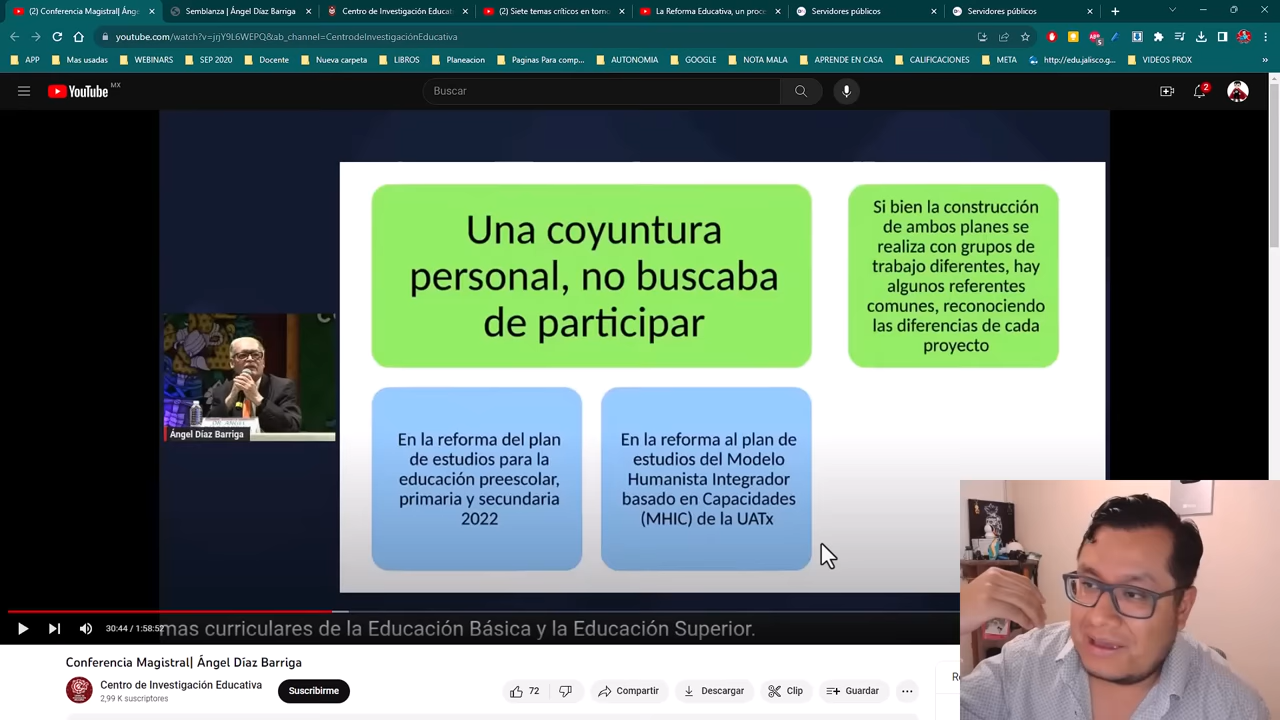 (2) Conferencia Magistral| Ánge
Semblanza | Ángel Díaz Barriga
Centro de Investigación Educati
(2) Siete temas críticos en torno
La Reforma Educativa, un proce
Servidores públicos
Servidores públicos
youtube.com/watch?v=jrjY9L6WEPQ&ab_channel=CentrodeInvestigaciónEducativa
APP
Mas usadas
WEBINARS
SEP 2020
Docente
Nueva carpeta
LIBROS
Planeacion
Paginas Para comp...
AUTONOMIA
GOOGLE
NOTA MALA
APRENDE EN CASA
CALIFICACIONES
META
http://edu.jalisco.g...
VIDEOS PROX
YouTube MX
Buscar
2
Una coyuntura
personal, no buscaba
de participar
Si bien la construcción
de ambos planes se
realiza con grupos de
trabajo diferentes, hay
algunos referentes
comunes, reconociendo
las diferencias de cada
proyecto
Ángel Díaz Barriga
En la reforma del plan
de estudios para la
educación preescolar,
primaria y secundaria
2022
En la reforma al plan de
estudios del Modelo
Humanista Integrador
basado en Capacidades
(MHIC) de la UATx
30:44 / 1:58:52
mas curriculares de la Educación Básica y la Educación Superior.
Conferencia Magistral| Ángel Díaz Barriga
Centro de Investigación Educativa
2,99 K suscriptores
Suscribirme
72
Compartir
Descargar
Clip
Guardar